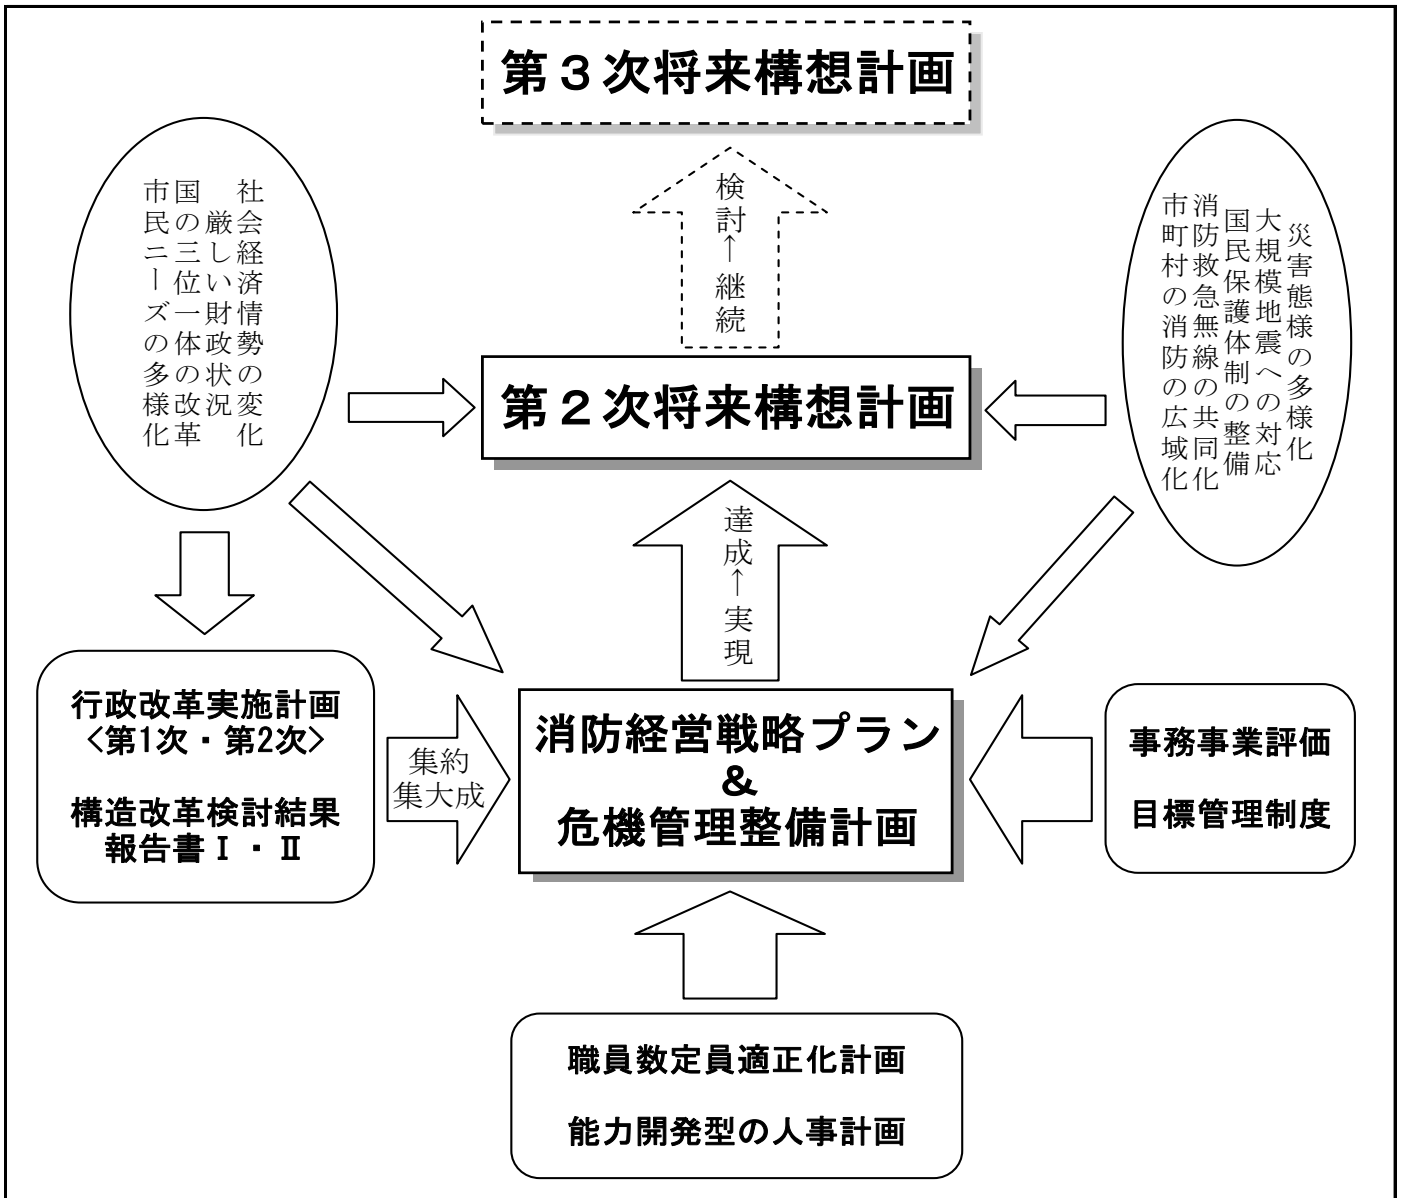 第３次将来構想計画
検討←継続
社会経済情勢の変化
厳しい財政状況
国の三位一体の改革
市民ニーズの多様化
災害態様の多様化
大規模地震への対応
国民保護体制の整備
消防救急無線の共同化
市町村の消防の広域化
第２次将来構想計画
達成←実現
行政改革実施計画
<第1次・第2次>
構造改革検討結果
報告書Ⅰ・Ⅱ
集約
集大成
消防経営戦略プラン
&
危機管理整備計画
事務事業評価
目標管理制度
職員数定員適正化計画
能力開発型の人事計画